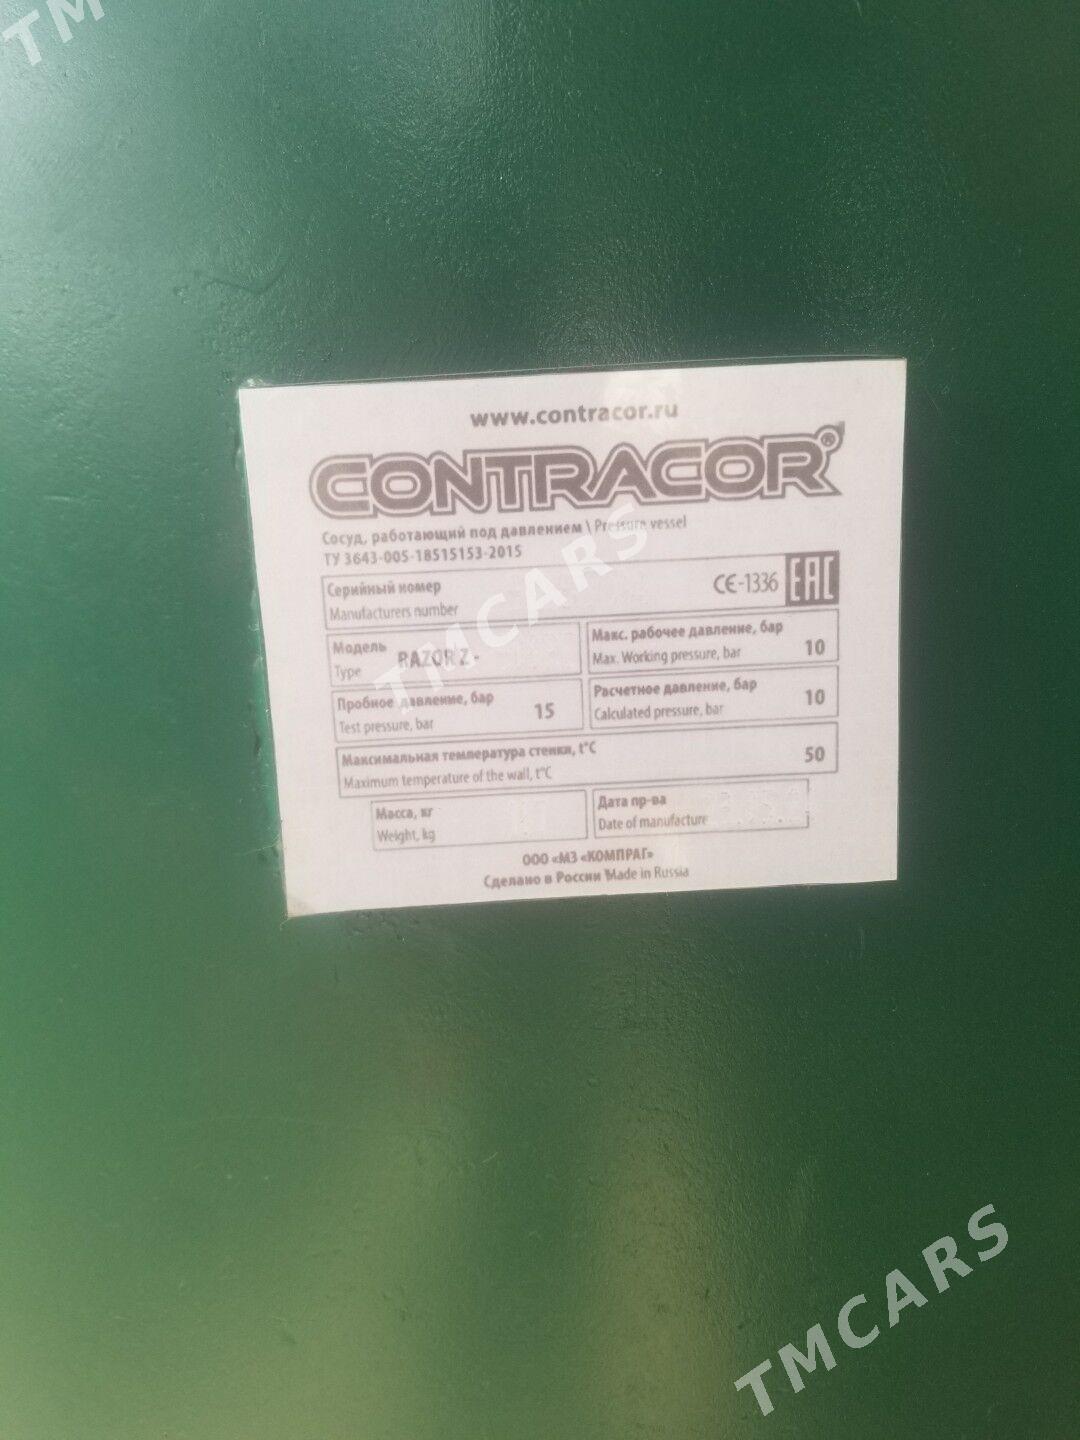 TM
www.contracor.ru
CONTRACOR®
Сосуд, работающий под давлением \ Pressure vessel
ТУ 3643-005-18515153-2015
Серийный номер
Manufacturers number
CE-1336 EAC
Модель
Type
RAZOR Z -
Макс. рабочее давление, бар
Max. Working pressure, bar
10
Пробное давление, бар
Test pressure, bar
15
Расчетное давление, бар
Calculated pressure, bar
10
Максимальная температура стенки, t°C
Maximum temperature of the wall, t°C
50
Масса, кг
Weight, kg
Дата пр-ва
Date of manufacture
ООО «МЗ «КОМПРАГ»
Сделано в России Made in Russia
TMCARS
TMCARS